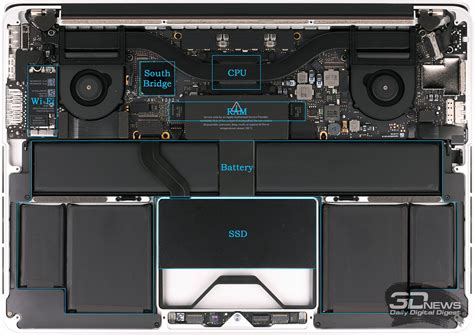 South
Bridge
CPU
Wi-Fi
RAM
Battery
SSD
3DNEWS
Daily Digital Digest